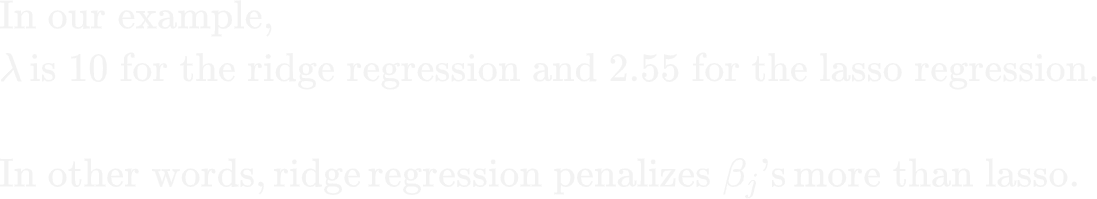 In our example,
λ is 10 for the ridge regression and 2.55 for the lasso regression.
In other words, ridge regression penalizes βⱼ's more than lasso.